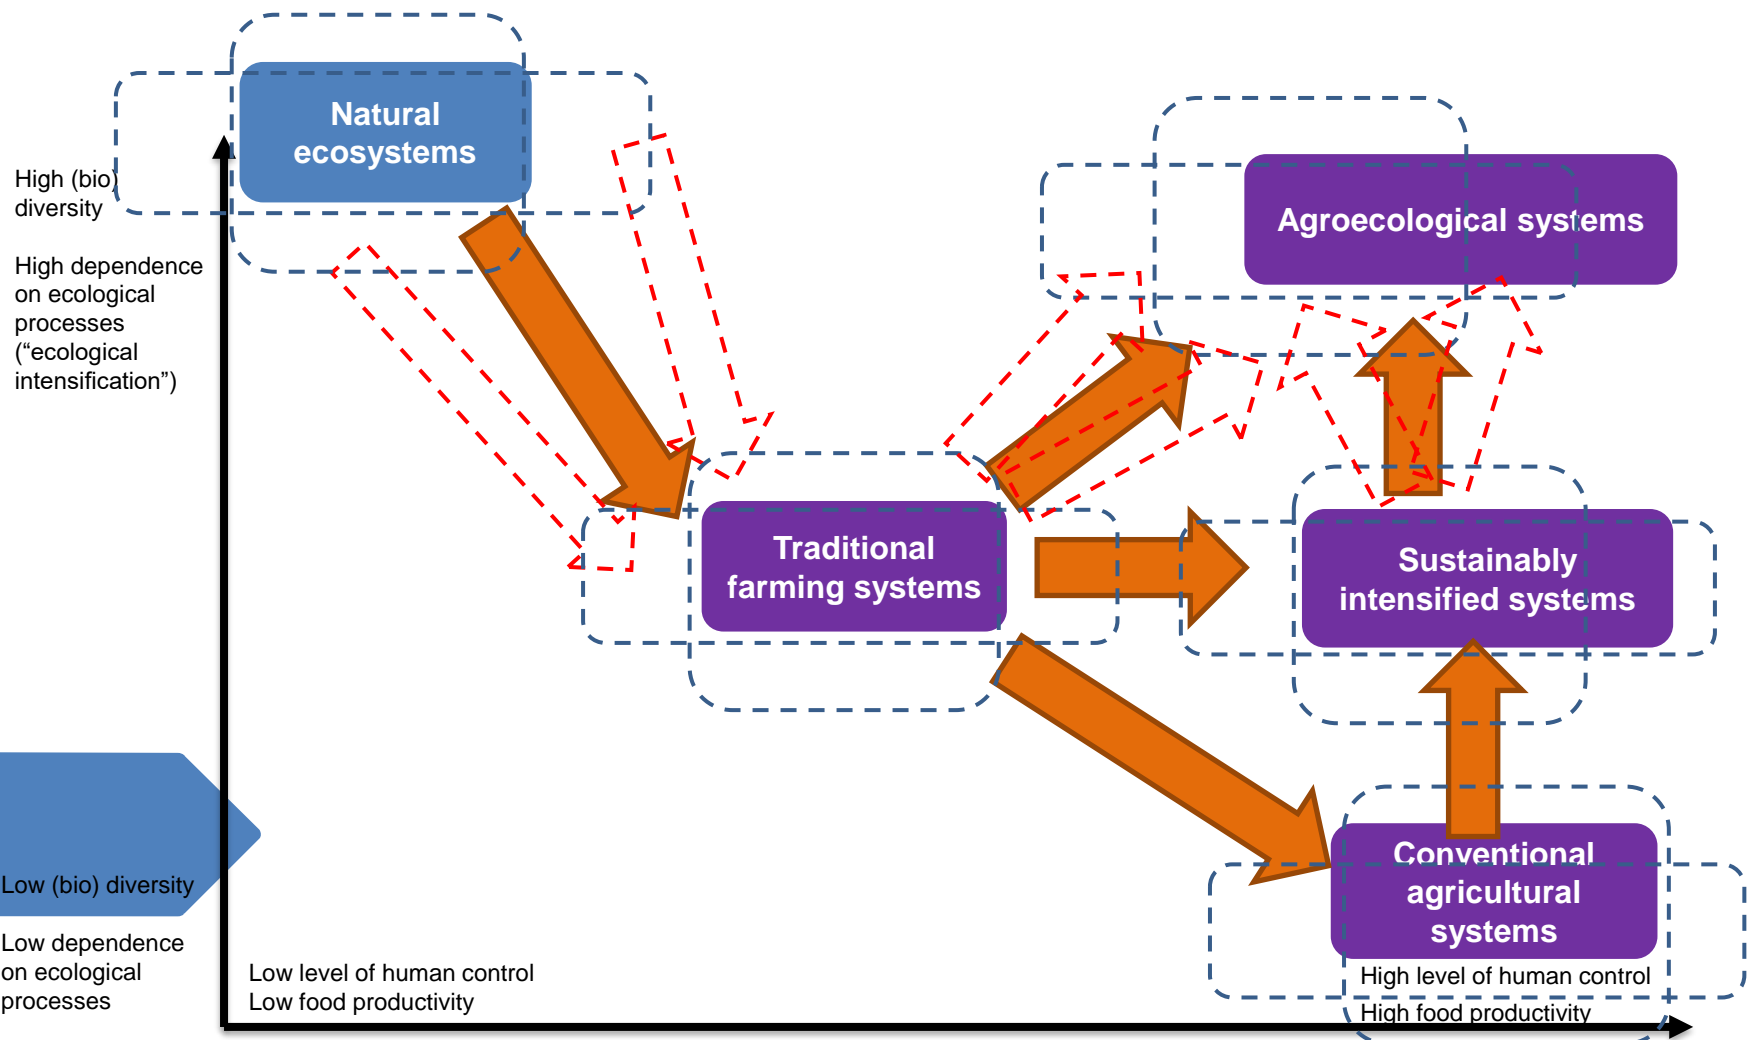 Natural
ecosystems
High (bio)
diversity
High dependence
on ecological
processes
(“ecological
intensification”)
Agroecological systems
Traditional
farming systems
Sustainably
intensified systems
Conventional
agricultural
systems
Low (bio) diversity
Low dependence
on ecological
processes
Low level of human control
Low food productivity
High level of human control
High food productivity